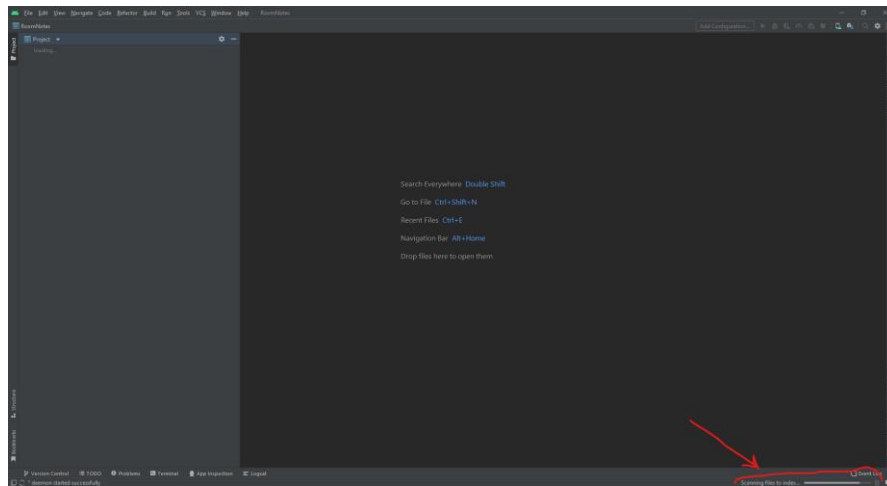 File Edit View Navigate Code Refactor Build Run Tools VCS Window Help RoomNotes
RoomNotes
Add Configuration...
Project
Project
loading...
Search Everywhere Double Shift
Go to File Ctrl+Shift+N
Recent Files Ctrl+E
Navigation Bar Alt+Home
Drop files here to open them
Structure
Bookmarks
Version Control TODO Problems Terminal App Inspection Logcat
Event Log
* daemon started successfully
Scanning files to index...